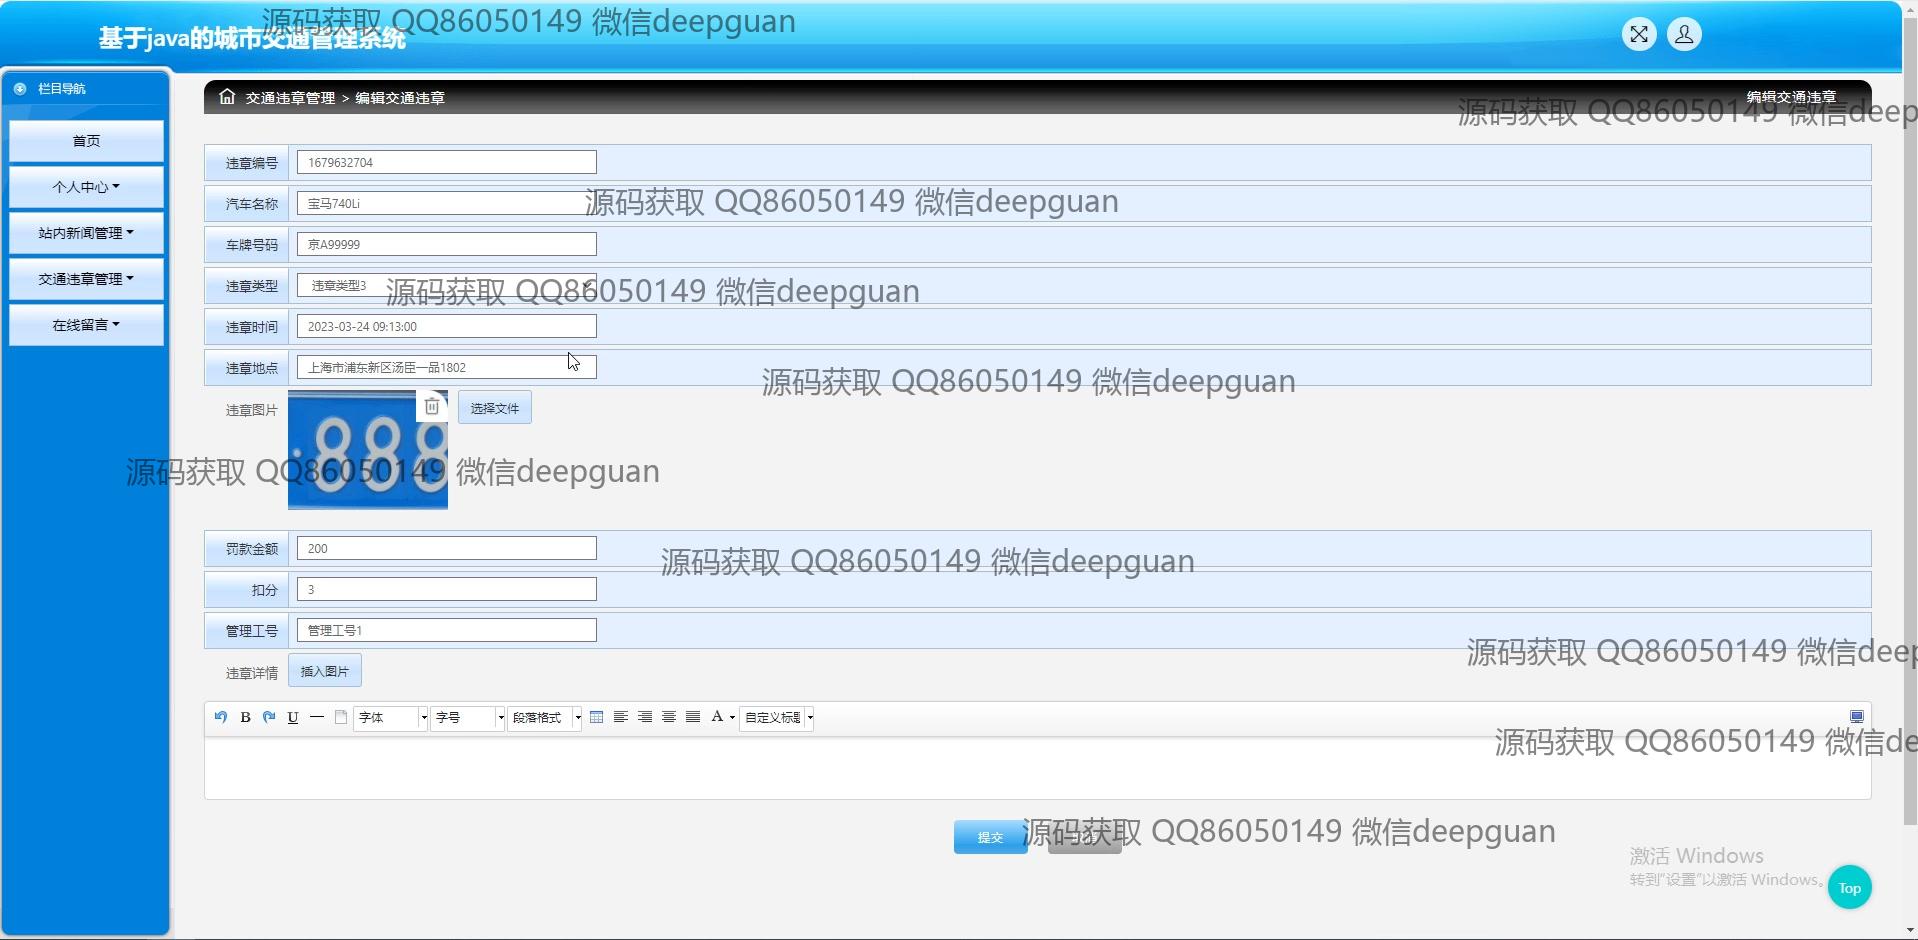 源码获取 QQ86050149 微信deepguan
基于java的城市交通管理系统
栏目导航
首页
个人中心
站内新闻管理
交通违章管理
在线留言
交通违章管理 > 编辑交通违章
编辑交通违章
源码获取 QQ86050149 微信deep
违章编号 1679632704
汽车名称 宝马740Li
源码获取 QQ86050149 微信deepguan
车牌号码 京A99999
违章类型 违章类型3
源码获取 QQ86050149 微信deepguan
违章时间 2023-03-24 09:13:00
违章地点 上海市浦东新区汤臣一品1802
源码获取 QQ86050149 微信deepguan
违章图片
888
选择文件
源码获取 QQ86050149 微信deepguan
罚款金额 200
源码获取 QQ86050149 微信deepguan
扣分 3
管理工号 管理工号1
源码获取 QQ86050149 微信deep
违章详情 插入图片
B U 字体 字号 段落格式 A 自定义标题
源码获取 QQ86050149 微信de
提交
源码获取 QQ86050149 微信deepguan
激活 Windows
转到"设置"以激活 Windows。
Top